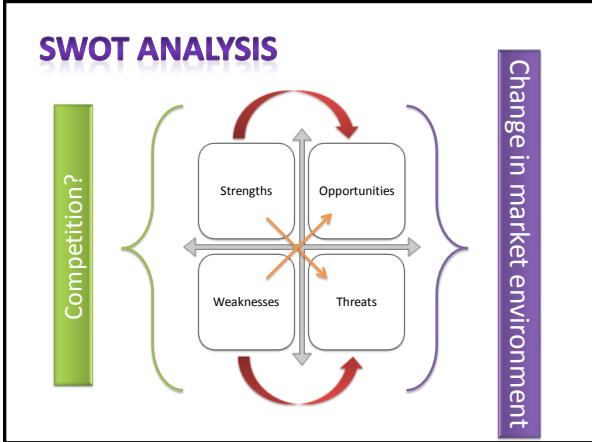 SWOT ANALYSIS
Competition?
Strengths
Opportunities
Weaknesses
Threats
Change in market environment